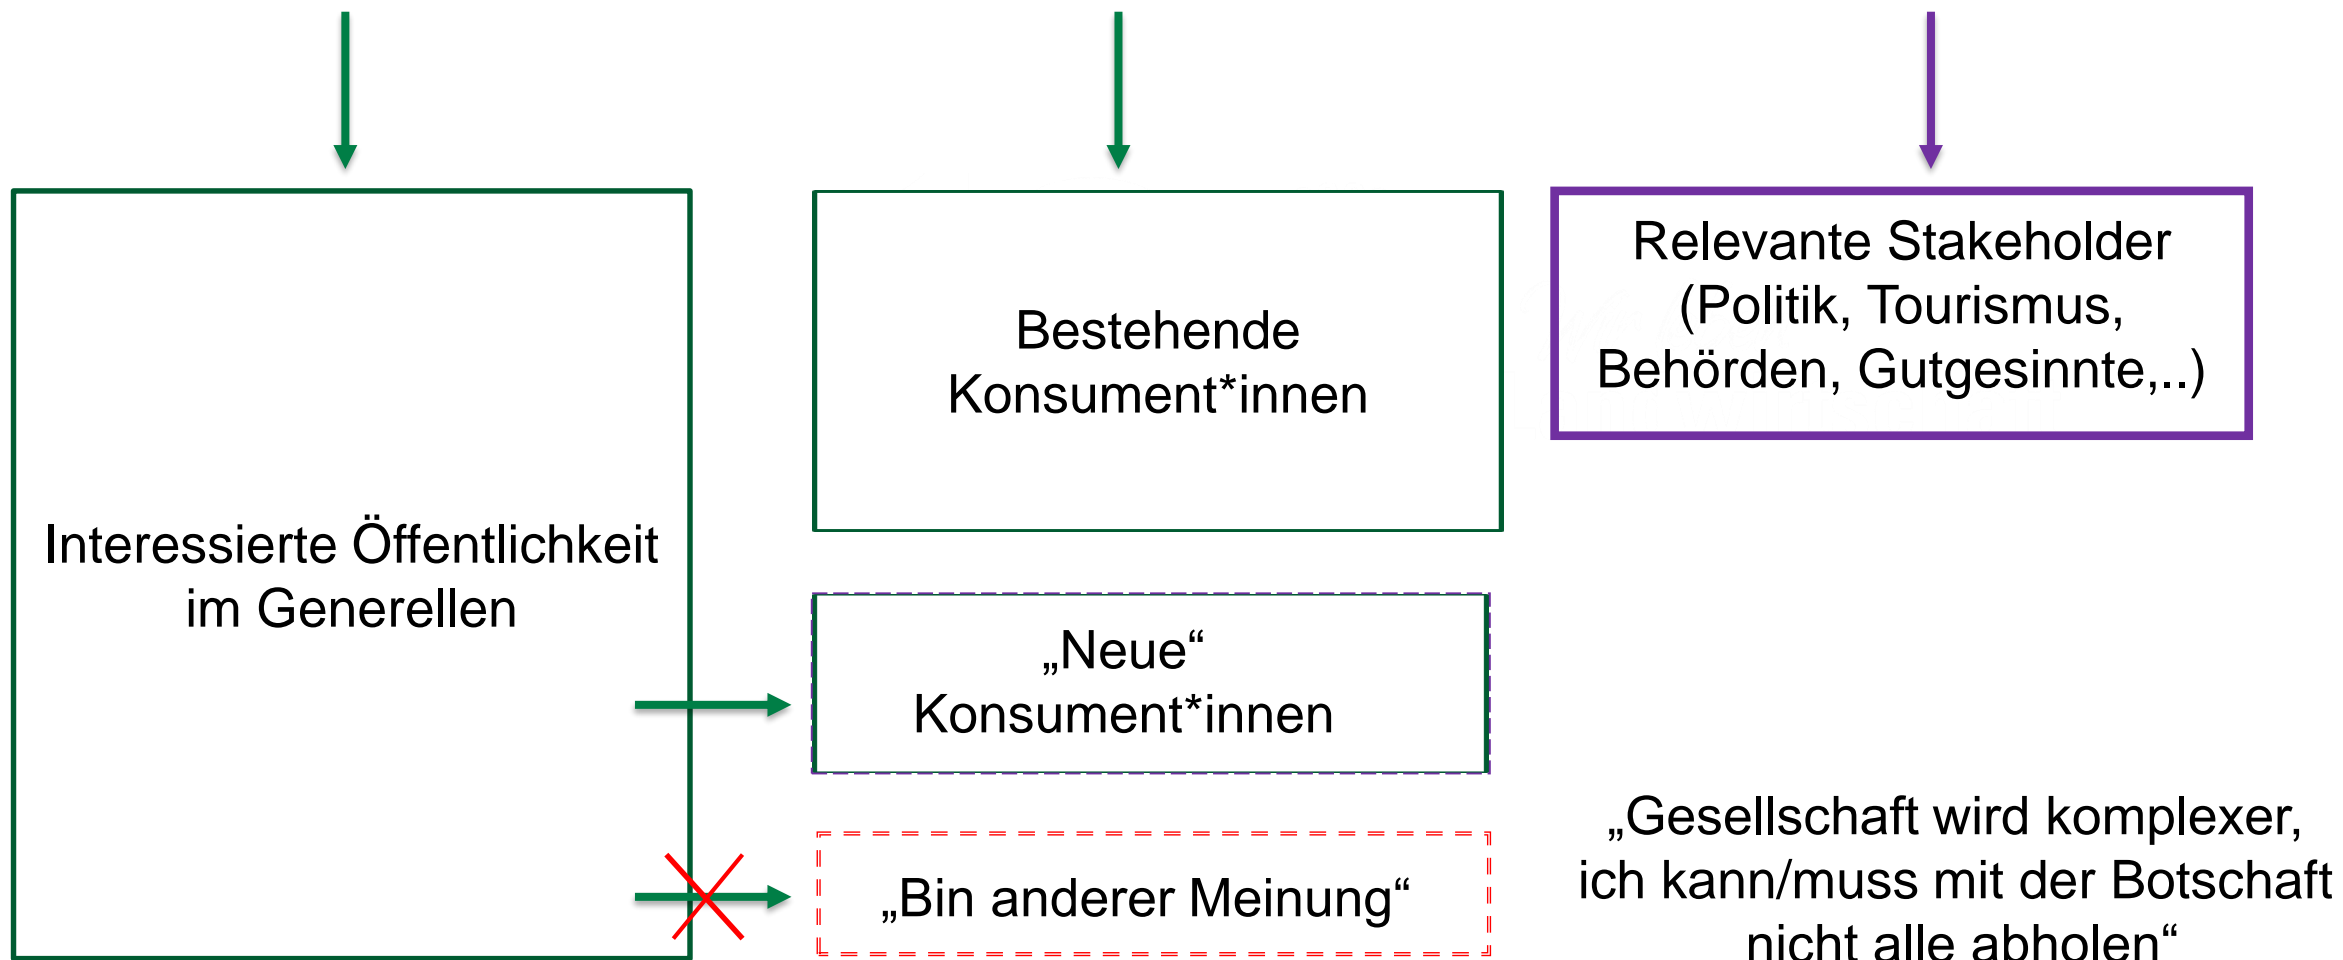 Interessierte Öffentlichkeit
im Generellen
Bestehende
Konsument*innen
„Neue“
Konsument*innen
„Bin anderer Meinung“
Relevante Stakeholder
(Politik, Tourismus,
Behörden, Gutgesinnte,..)
„Gesellschaft wird komplexer,
ich kann/muss mit der Botschaft
nicht alle abholen“